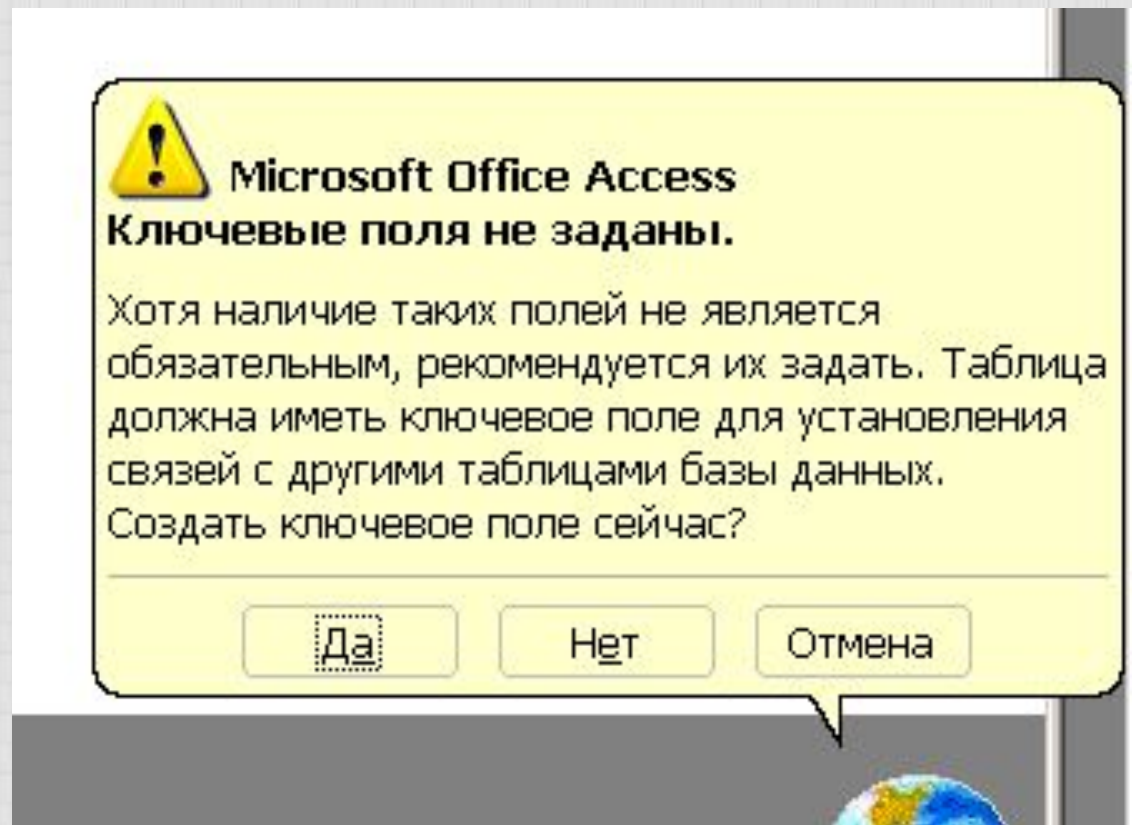 Microsoft Office Access
Ключевые поля не заданы.
Хотя наличие таких полей не является
обязательным, рекомендуется их задать. Таблица
должна иметь ключевое поле для установления
связей с другими таблицами базы данных.
Создать ключевое поле сейчас?
Да Нет Отмена